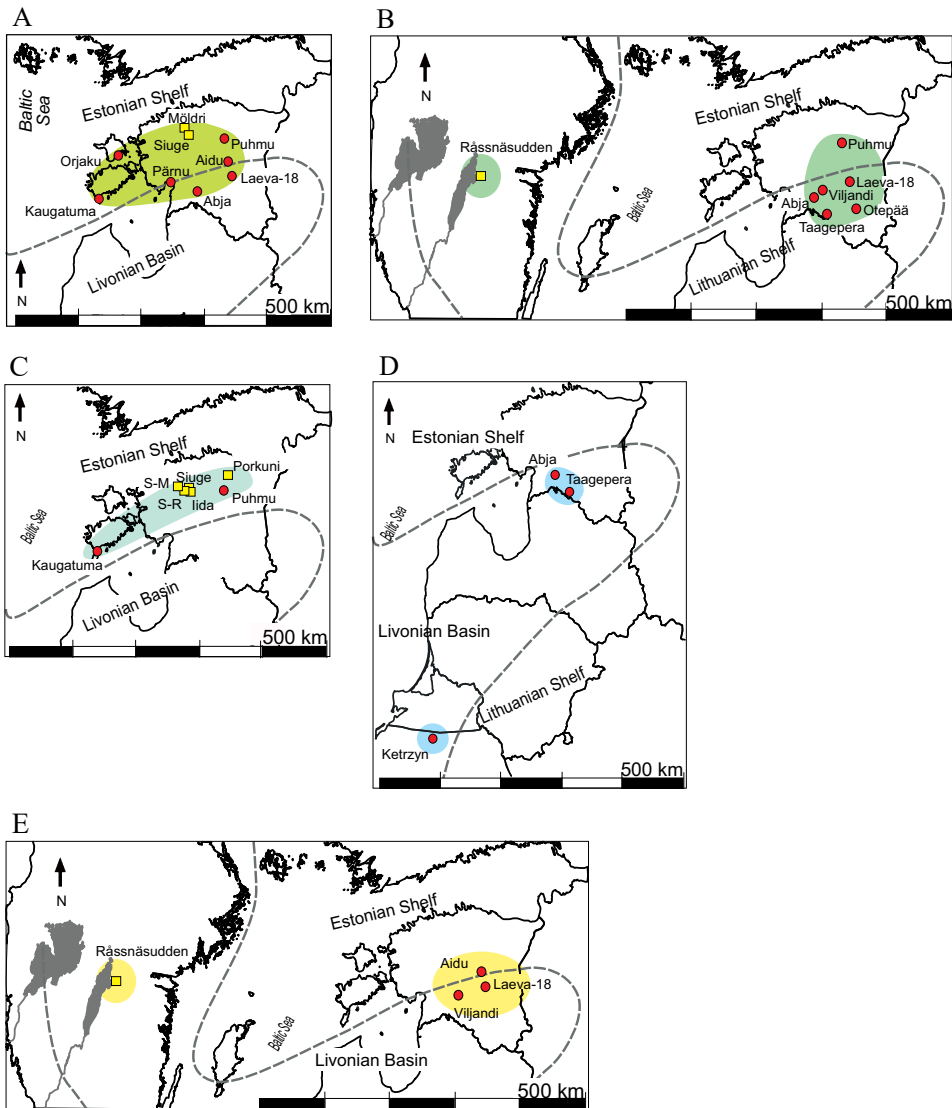 A
Baltic
Sea
Estonian Shelf
Möldri
Siuge
Puhmu
Orjaku
Aidu
Pärnu
Laeva-18
Kaugatuma
Abja
Livonian Basin
N
500 km
B
N
Estonian Shelf
Råssnäsudden
Puhmu
Baltic Sea
Laeva-18
Abja
Viljandi
Otepää
Taagepera
Lithuanian Shelf
500 km
C
N
Estonian Shelf
Porkuni
S-M
Siuge
S-R
Iida
Puhmu
Baltic Sea
Kaugatuma
Livonian Basin
500 km
D
N
Estonian Shelf
Abja
Taagepera
Baltic Sea
Livonian Basin
Lithuanian Shelf
Ketrzyn
500 km
E
N
Estonian Shelf
Råssnäsudden
Aidu
Laeva-18
Viljandi
Baltic Sea
Livonian Basin
500 km